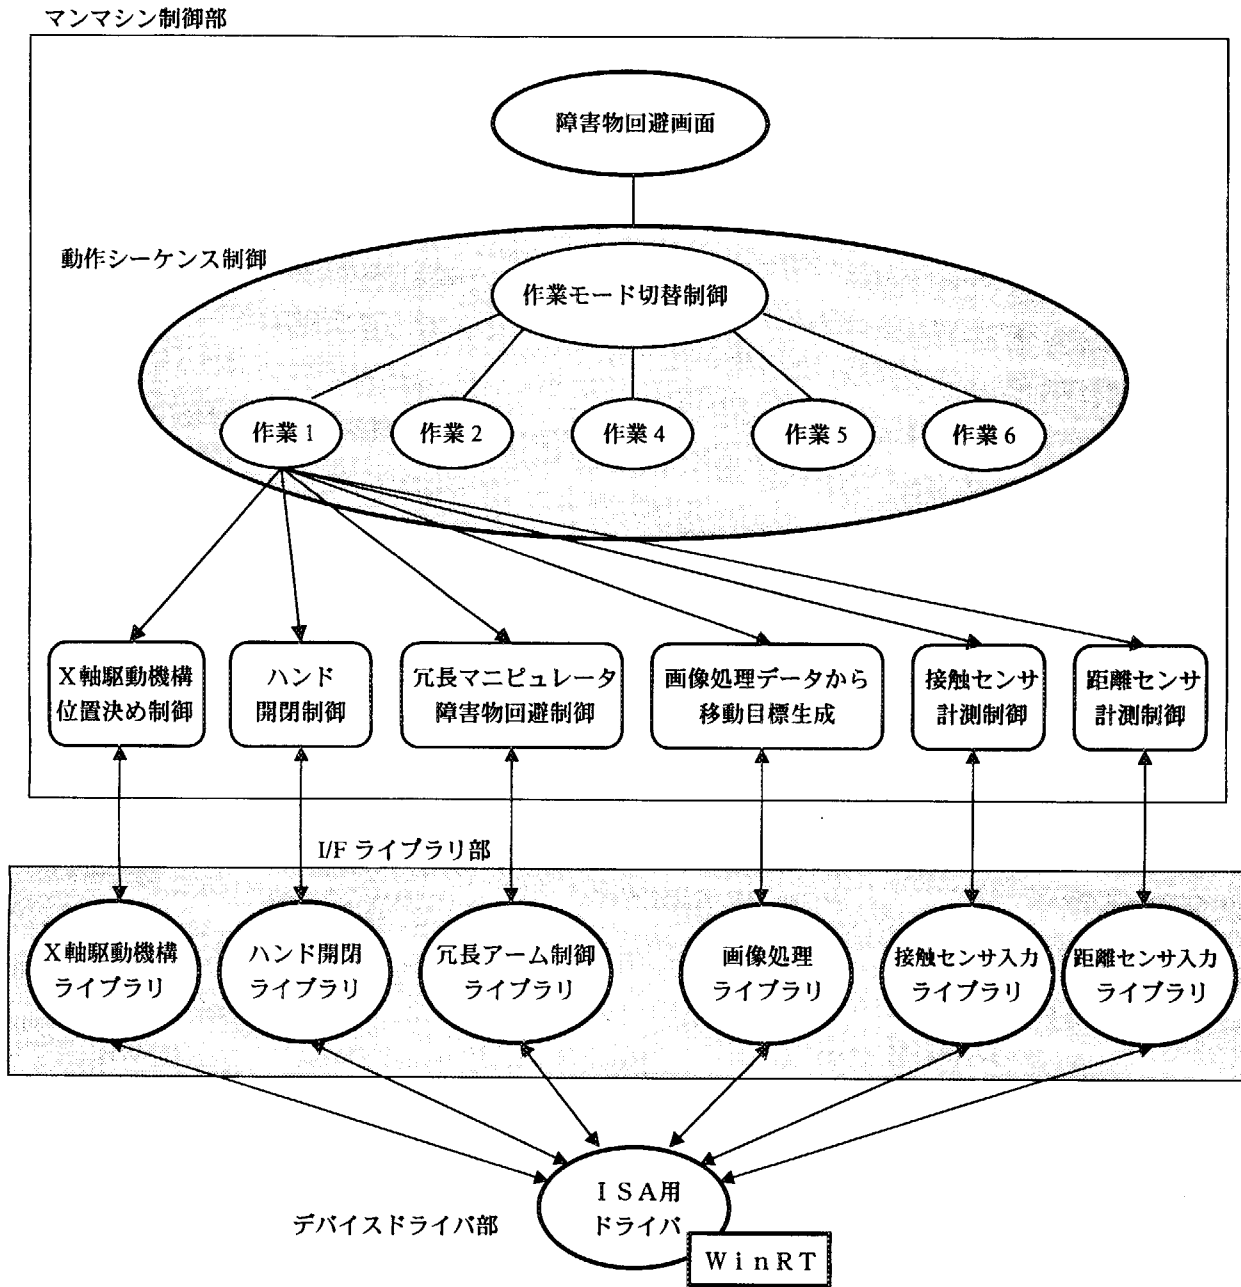 マンマシン制御部
障害物回避画面
動作シーケンス制御
作業モード切替制御
作業1
作業2
作業4
作業5
作業6
X軸駆動機構
位置決め制御
ハンド
開閉制御
冗長マニピュレータ
障害物回避制御
画像処理データから
移動目標生成
接触センサ
計測制御
距離センサ
計測制御
I/Fライブラリ部
X軸駆動機構
ライブラリ
ハンド開閉
ライブラリ
冗長アーム制御
ライブラリ
画像処理
ライブラリ
接触センサ入力
ライブラリ
距離センサ入力
ライブラリ
ISA用
ドライバ
デバイスドライバ部
WinRT